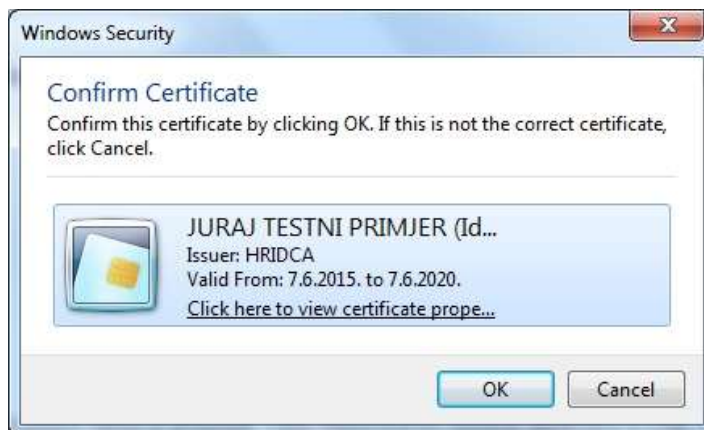 Windows Security
Confirm Certificate
Confirm this certificate by clicking OK. If this is not the correct certificate,
click Cancel.
JURAJ TESTNI PRIMJER (Id...
Issuer: HRIDCA
Valid From: 7.6.2015. to 7.6.2020.
Click here to view certificate prope...
OK Cancel